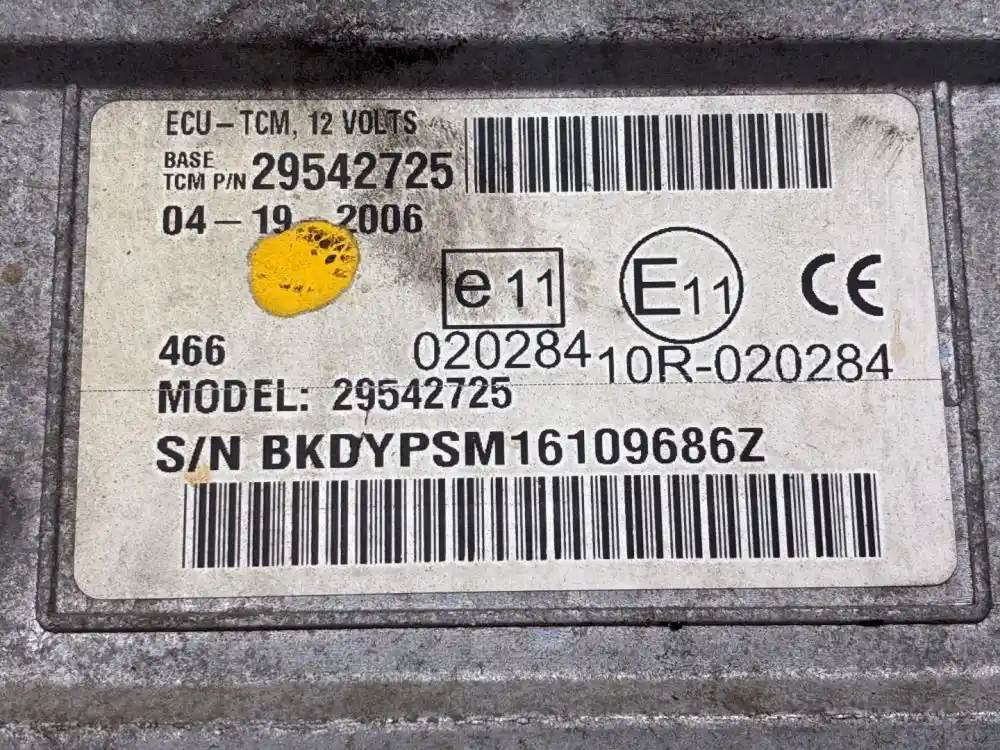 ECU-TCM, 12 VOLTS
BASE
TCM P/N 29542725
04-19-2006
e 11
E11
CE
020284
10R-020284
466
MODEL: 29542725
S/N BKDYPSM16109686Z